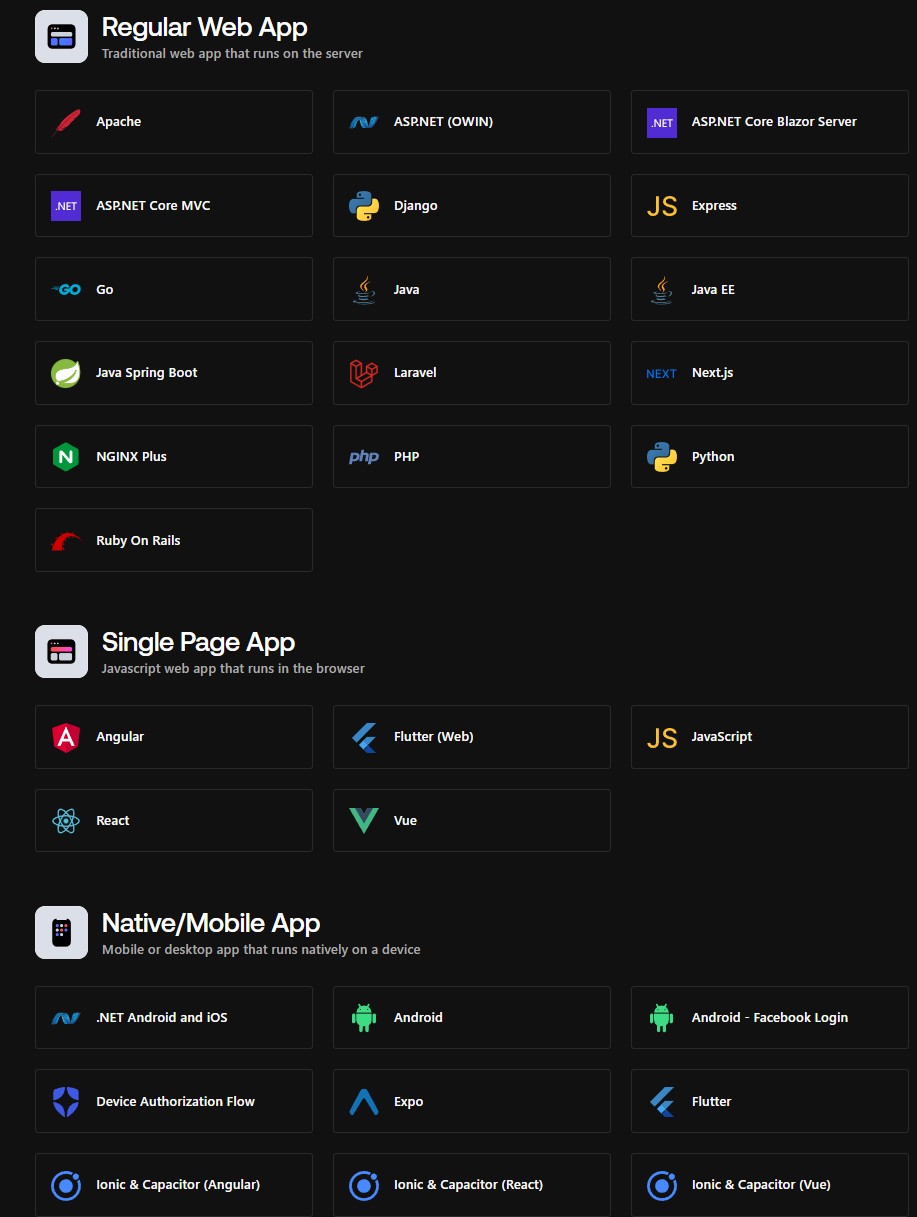 Regular Web App
Traditional web app that runs on the server
Apache
ASP.NET (OWIN)
.NET
ASP.NET Core Blazor Server
.NET
ASP.NET Core MVC
Django
JS
Express
GO
Go
Java
Java EE
Java Spring Boot
Laravel
NEXT
Next.js
N
NGINX Plus
php
PHP
Python
Ruby On Rails
Single Page App
Javascript web app that runs in the browser
A
Angular
Flutter (Web)
JS
JavaScript
React
Vue
Native/Mobile App
Mobile or desktop app that runs natively on a device
.NET Android and iOS
Android
Android - Facebook Login
Device Authorization Flow
Expo
Flutter
Ionic & Capacitor (Angular)
Ionic & Capacitor (React)
Ionic & Capacitor (Vue)